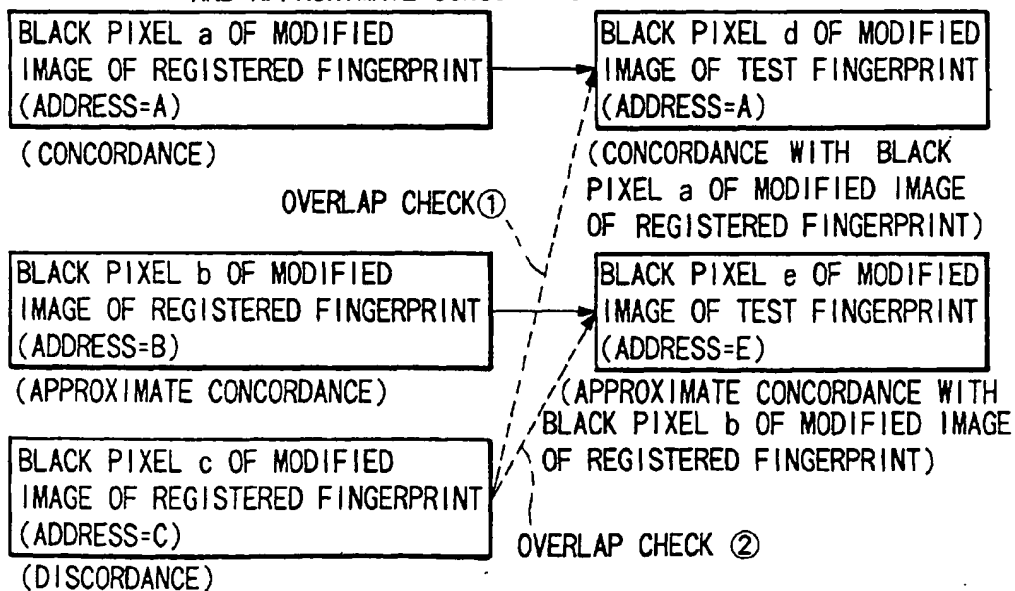 BLACK PIXEL a OF MODIFIED
IMAGE OF REGISTERED FINGERPRINT
(ADDRESS=A)
(CONCORDANCE)
BLACK PIXEL d OF MODIFIED
IMAGE OF TEST FINGERPRINT
(ADDRESS=A)
(CONCORDANCE WITH BLACK
PIXEL a OF MODIFIED IMAGE
OF REGISTERED FINGERPRINT)
OVERLAP CHECK①
BLACK PIXEL b OF MODIFIED
IMAGE OF REGISTERED FINGERPRINT
(ADDRESS=B)
(APPROXIMATE CONCORDANCE)
BLACK PIXEL e OF MODIFIED
IMAGE OF TEST FINGERPRINT
(ADDRESS=E)
(APPROXIMATE CONCORDANCE WITH
BLACK PIXEL b OF MODIFIED IMAGE
OF REGISTERED FINGERPRINT)
BLACK PIXEL c OF MODIFIED
IMAGE OF REGISTERED FINGERPRINT
(ADDRESS=C)
(DISCORDANCE)
OVERLAP CHECK ②